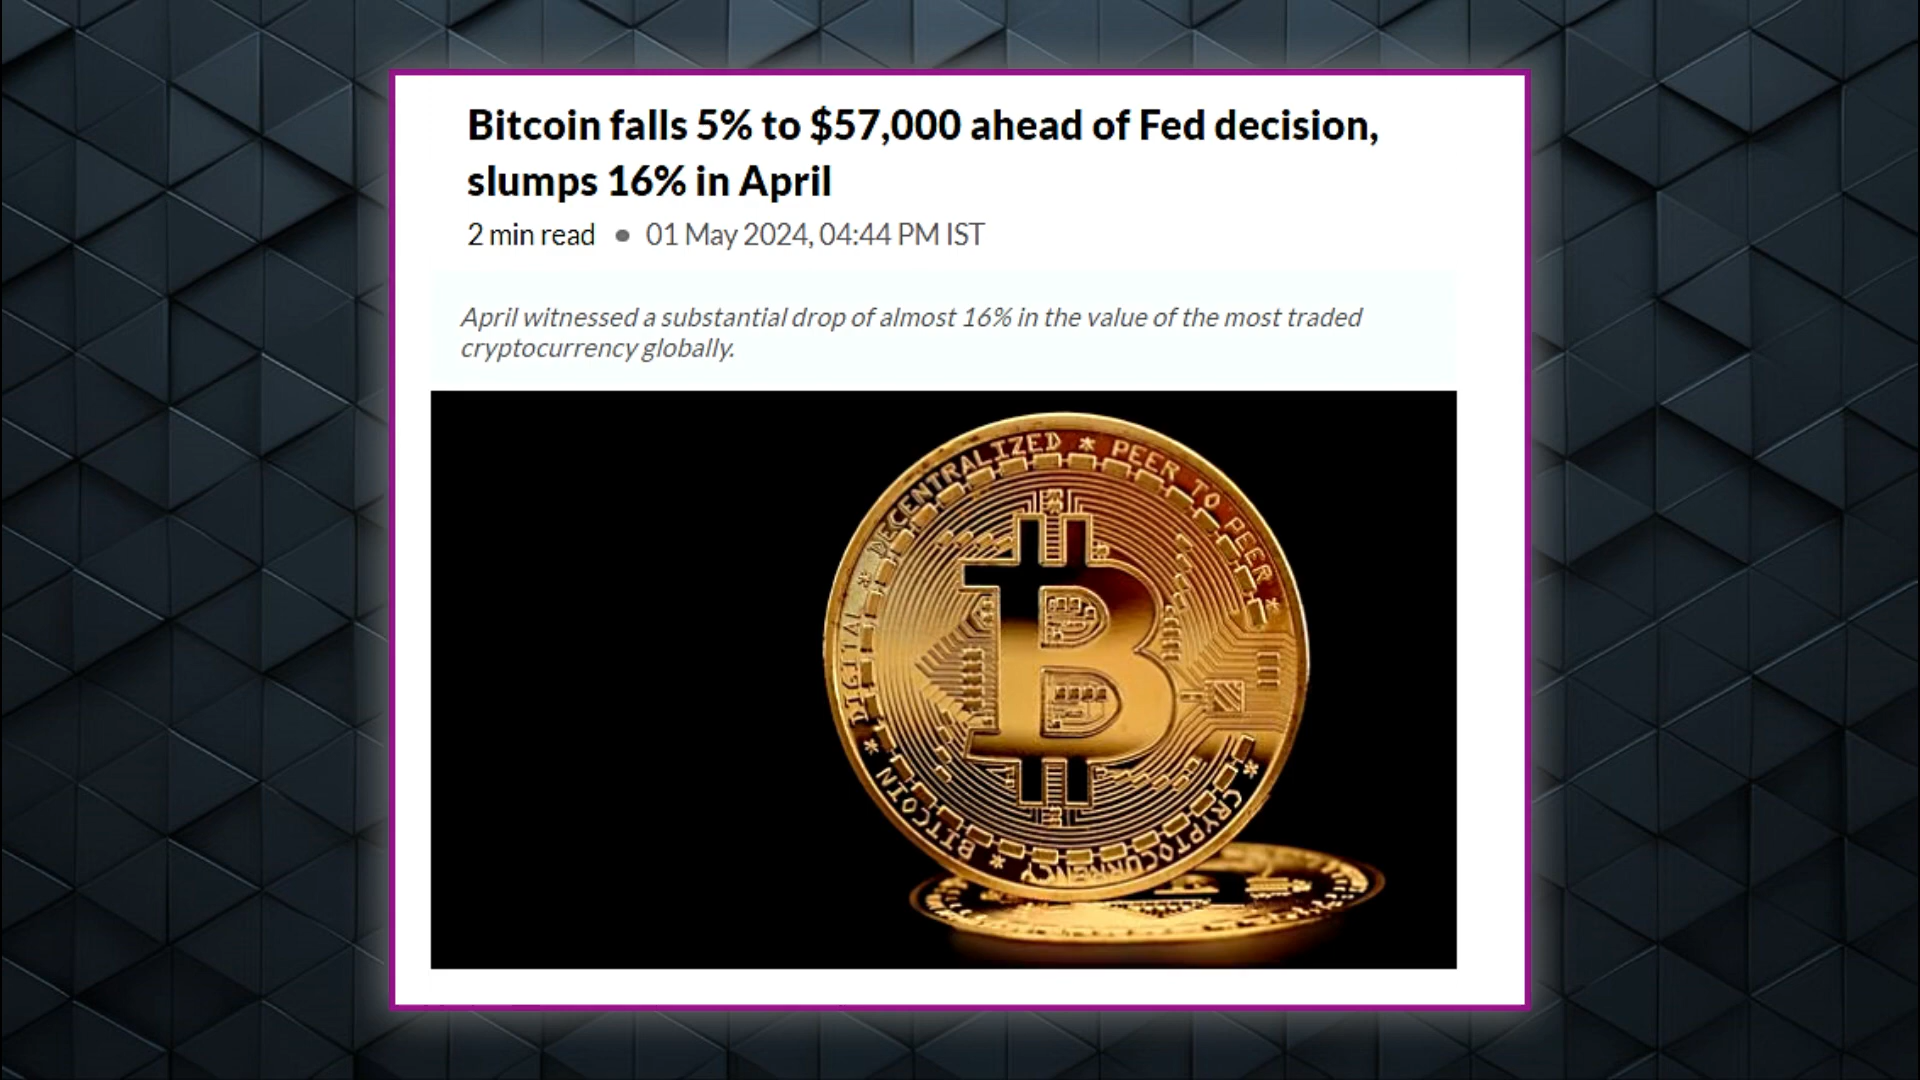 Bitcoin falls 5% to $57,000 ahead of Fed decision,
slumps 16% in April
2 min read ● 01 May 2024, 04:44 PM IST
April witnessed a substantial drop of almost 16% in the value of the most traded
cryptocurrency globally.
DECENTRALIZED * PEER TO PEER *
* DIGITAL *
BITCOIN * CRYPTOCURRENCY *